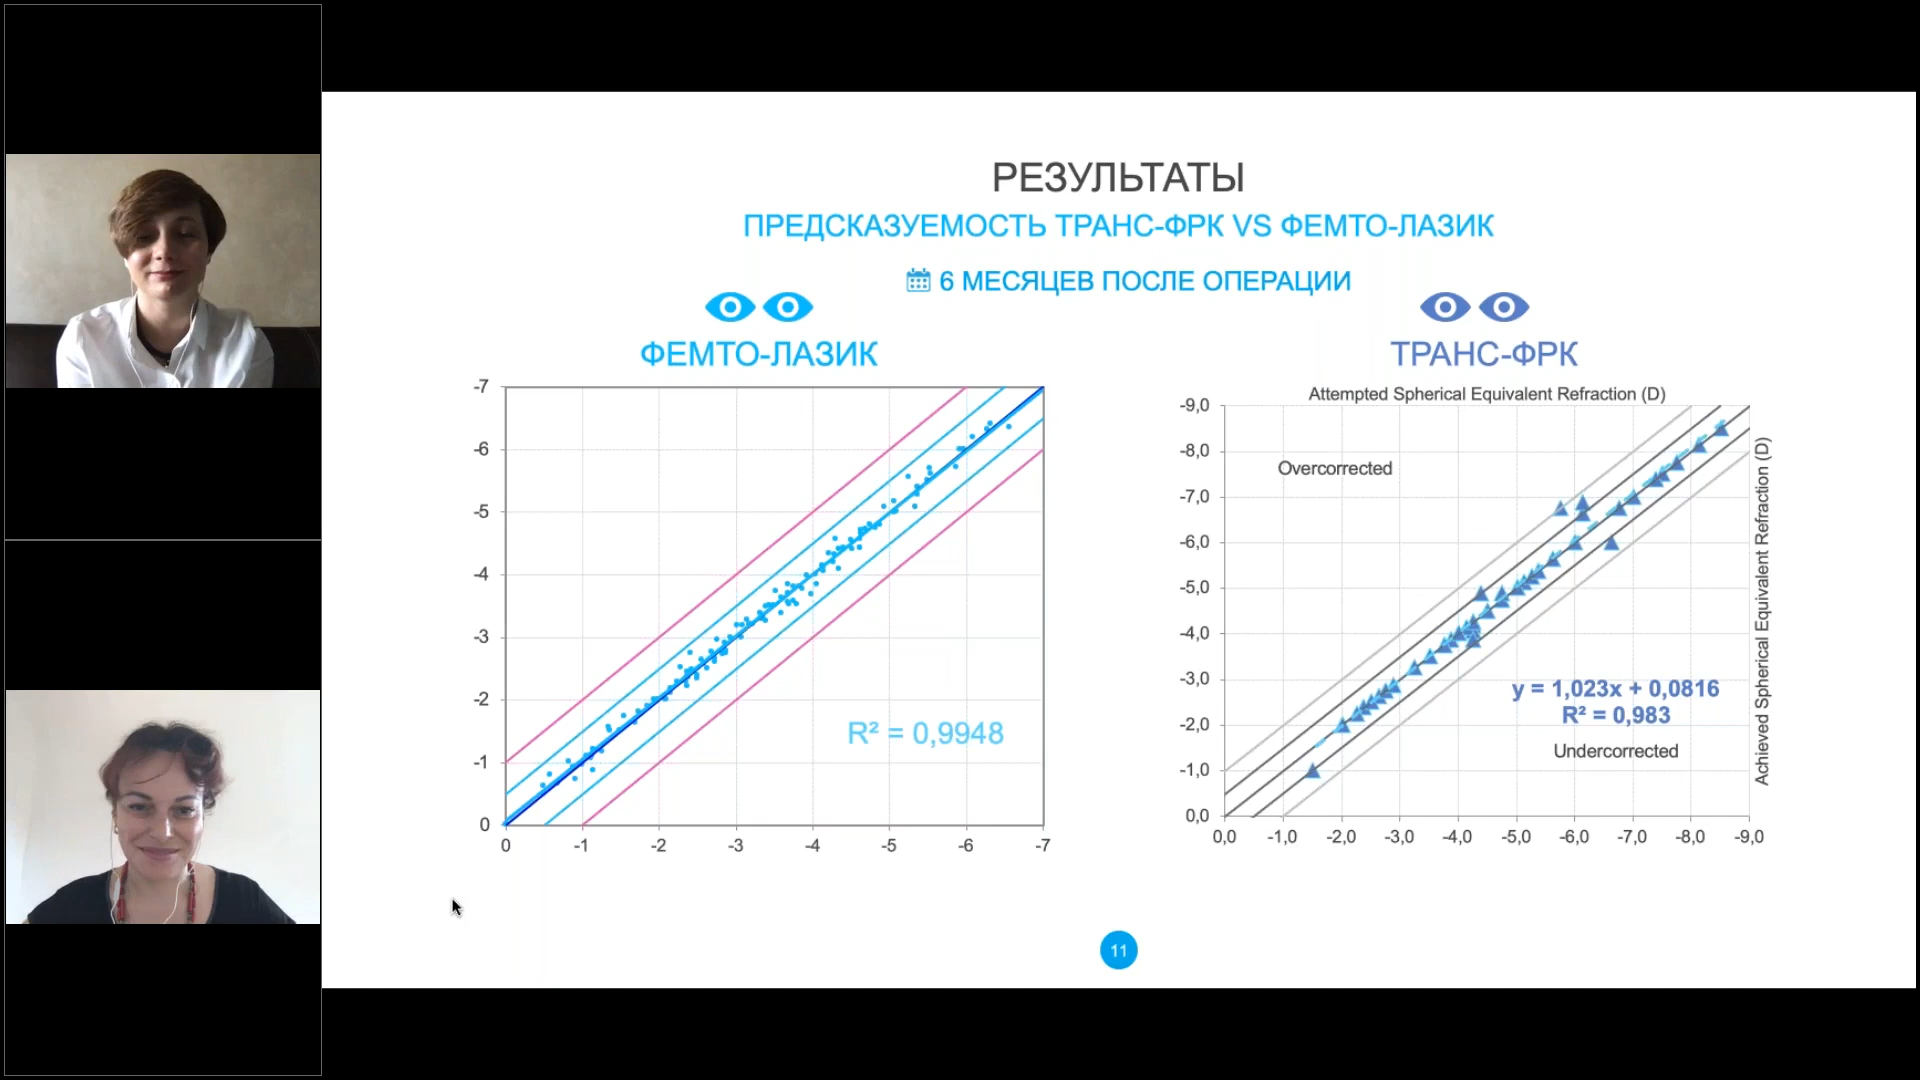 РЕЗУЛЬТАТЫ
ПРЕДСКАЗУЕМОСТЬ ТРАНС-ФРК VS ФЕМТО-ЛАЗИК
6 МЕСЯЦЕВ ПОСЛЕ ОПЕРАЦИИ
ФЕМТО-ЛАЗИК
-7
-6
-5
-4
-3
-2
-1
0
R² = 0,9948
0 -1 -2 -3 -4 -5 -6 -7
ТРАНС-ФРК
Attempted Spherical Equivalent Refraction (D)
-9,0
-8,0
-7,0
-6,0
-5,0
-4,0
-3,0
-2,0
-1,0
0,0
Overcorrected
y = 1,023x + 0,0816
R² = 0,983
Undercorrected
0,0 -1,0 -2,0 -3,0 -4,0 -5,0 -6,0 -7,0 -8,0 -9,0
Achieved Spherical Equivalent Refraction (D)
11